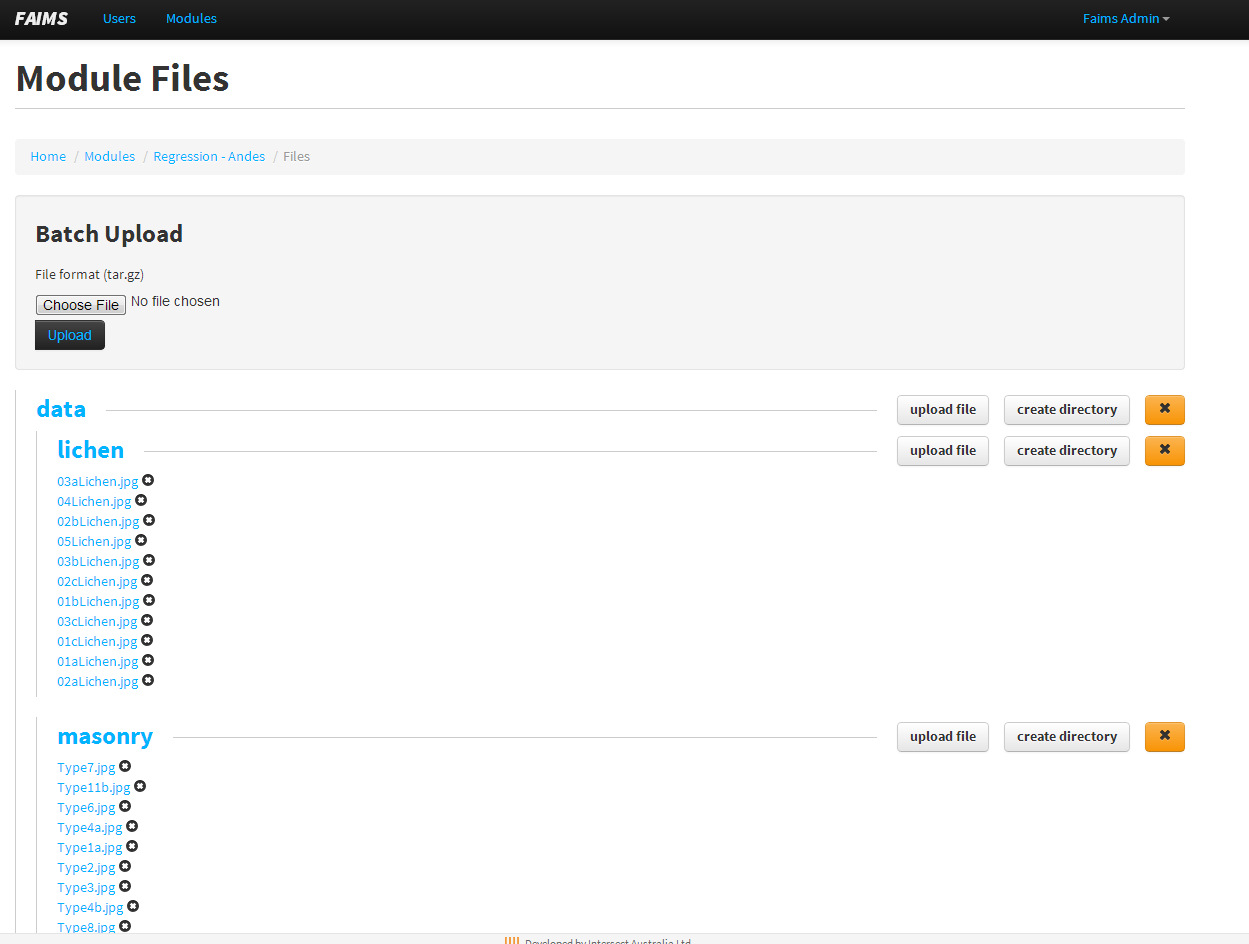 FAIMS Users Modules Faims Admin
Module Files
Home / Modules / Regression - Andes / Files
Batch Upload
File format (tar.gz)
Choose File No file chosen
Upload
data upload file create directory
lichen upload file create directory
03aLichen.jpg
04Lichen.jpg
02bLichen.jpg
05Lichen.jpg
03bLichen.jpg
02cLichen.jpg
01bLichen.jpg
03cLichen.jpg
01cLichen.jpg
01aLichen.jpg
02aLichen.jpg
masonry upload file create directory
Type7.jpg
Type11b.jpg
Type6.jpg
Type4a.jpg
Type1a.jpg
Type2.jpg
Type3.jpg
Type4b.jpg
Type8.jpg
Developed by Intersect Australia Ltd